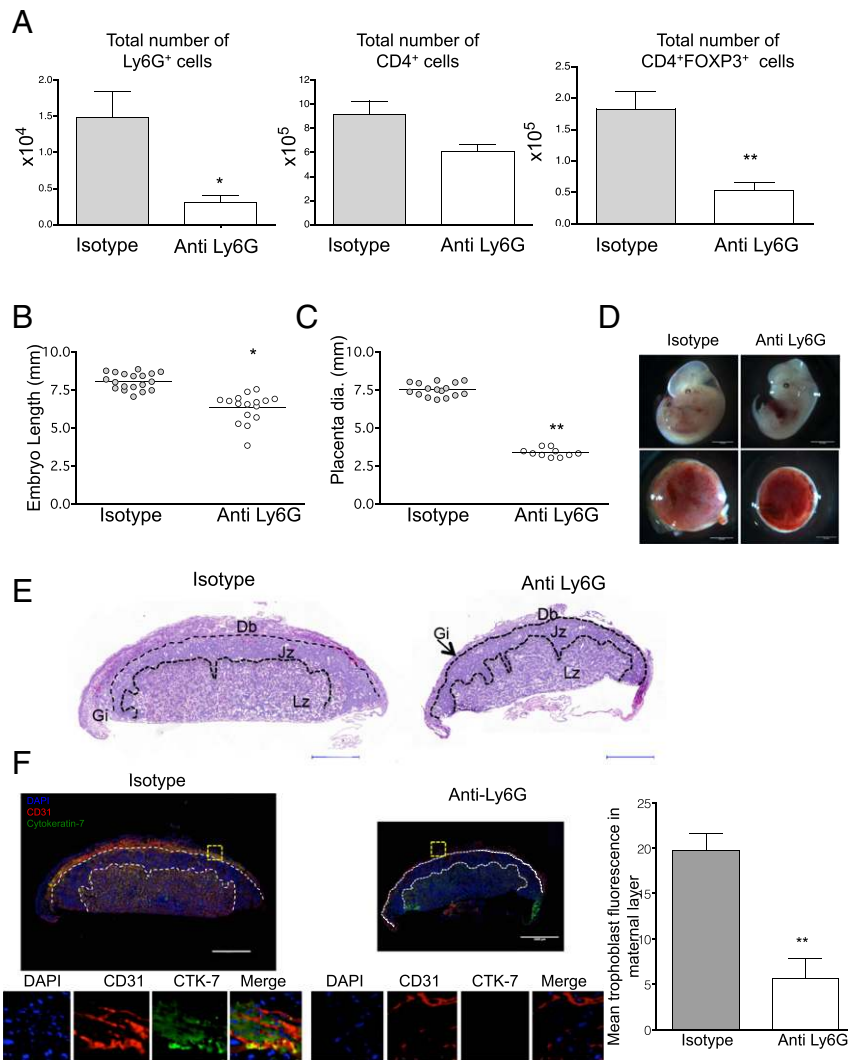 A
Total number of
Ly6G⁺ cells
Total number of
CD4⁺ cells
Total number of
CD4⁺FOXP3⁺ cells
x10⁴
2.0
1.5
1.0
0.5
0.0
*
Isotype
Anti Ly6G
x10⁵
12
10
8
6
4
2
0
Isotype
Anti Ly6G
x10⁵
2.5
2.0
1.5
1.0
0.5
0.0
**
Isotype
Anti Ly6G
B
Embryo Length (mm)
10.0
7.5
5.0
2.5
0.0
*
Isotype
Anti Ly6G
C
Placenta dia. (mm)
10.0
7.5
5.0
2.5
0.0
**
Isotype
Anti Ly6G
D
Isotype
Anti Ly6G
E
Isotype
Anti Ly6G
Db
Jz
Lz
Gi
Db
Gi
Jz
Lz
F
Isotype
Anti-Ly6G
DAPI
CD31
Cytokeratin-7
DAPI
CD31
CTK-7
Merge
DAPI
CD31
CTK-7
Merge
Mean trophoblast fluorescence in
maternal layer
25
20
15
10
5
0
**
Isotype
Anti Ly6G